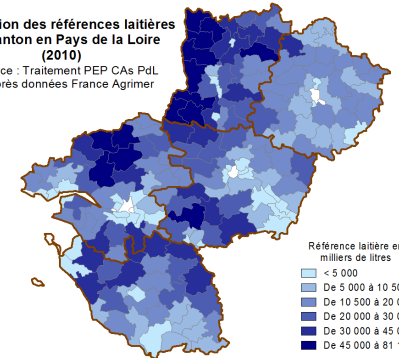 ion des références laitières
anton en Pays de la Loire
(2010)
ce : Traitement PEP CAs PdL
rès données France Agrimer
Référence laitière e
milliers de litres
< 5 000
De 5 000 à 10 50
De 10 500 à 20 0
De 20 000 à 30 0
De 30 000 à 45 0
De 45 000 à 81 1